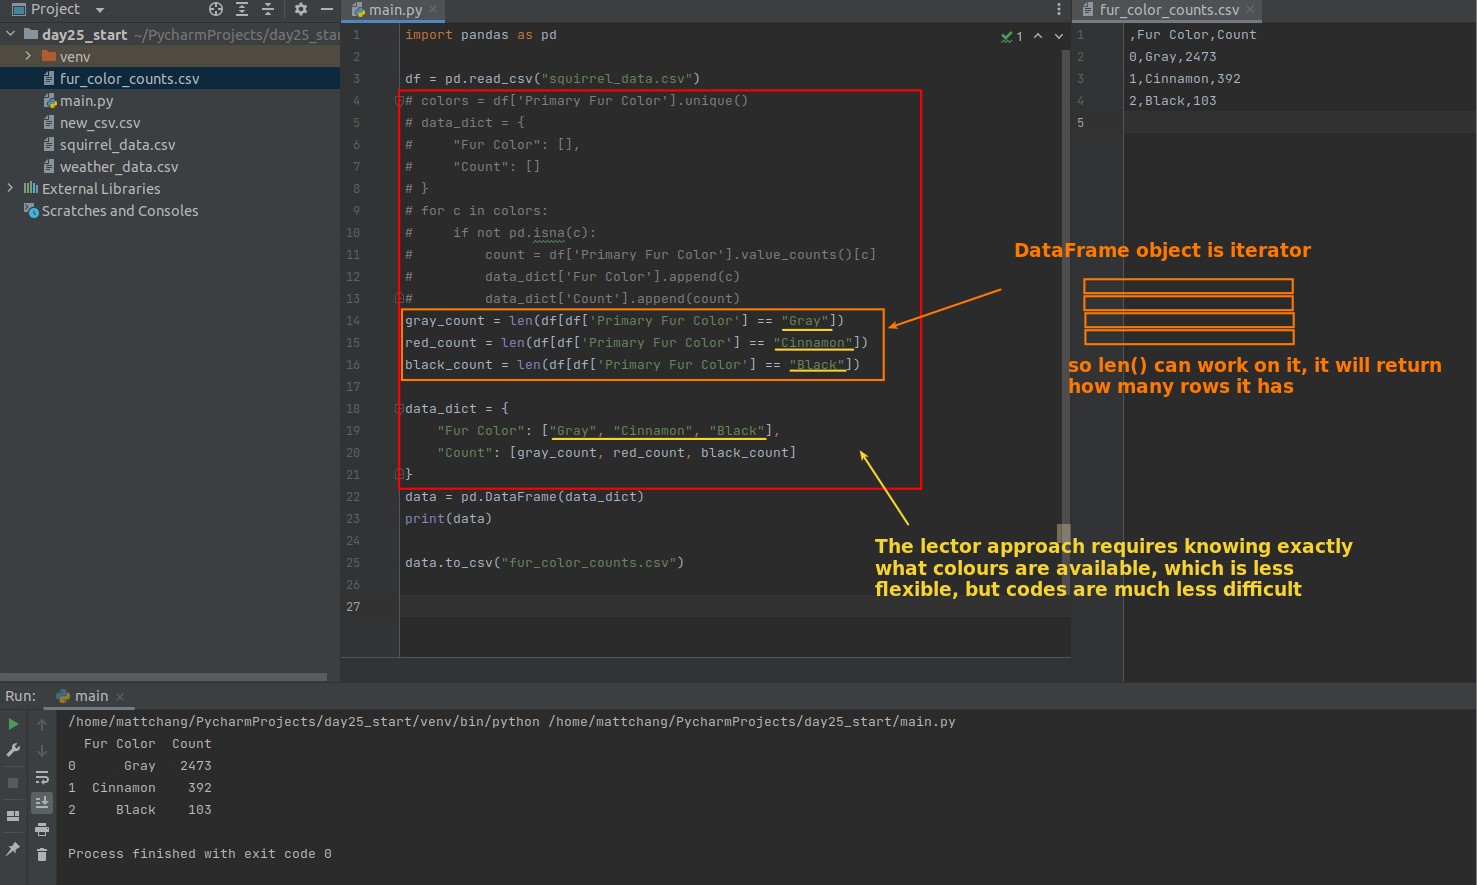 Project
day25_start ~/PycharmProjects/day25_star
venv
fur_color_counts.csv
main.py
new_csv.csv
squirrel_data.csv
weather_data.csv
External Libraries
Scratches and Consoles
main.py
1
1 import pandas as pd
2
3 df = pd.read_csv("squirrel_data.csv")
4 # colors = df['Primary Fur Color'].unique()
5 # data_dict = {
6 #     "Fur Color": [],
7 #     "Count": []
8 # }
9 # for c in colors:
10 #     if not pd.isna(c):
11 #         count = df['Primary Fur Color'].value_counts()[c]
12 #         data_dict['Fur Color'].append(c)
13 #         data_dict['Count'].append(count)
14 gray_count = len(df[df['Primary Fur Color'] == "Gray"])
15 red_count = len(df[df['Primary Fur Color'] == "Cinnamon"])
16 black_count = len(df[df['Primary Fur Color'] == "Black"])
17
18 data_dict = {
19     "Fur Color": ["Gray", "Cinnamon", "Black"],
20     "Count": [gray_count, red_count, black_count]
21 }
22 data = pd.DataFrame(data_dict)
23 print(data)
24
25 data.to_csv("fur_color_counts.csv")
26
27
fur_color_counts.csv
1 ,Fur Color,Count
2 0,Gray,2473
3 1,Cinnamon,392
4 2,Black,103
5
DataFrame object is iterator
so len() can work on it, it will return
how many rows it has
The lector approach requires knowing exactly
what colours are available, which is less
flexible, but codes are much less difficult
Run: main
/home/mattchang/PycharmProjects/day25_start/venv/bin/python /home/mattchang/PycharmProjects/day25_start/main.py
Fur Color  Count
0      Gray   2473
1  Cinnamon    392
2     Black    103
Process finished with exit code 0